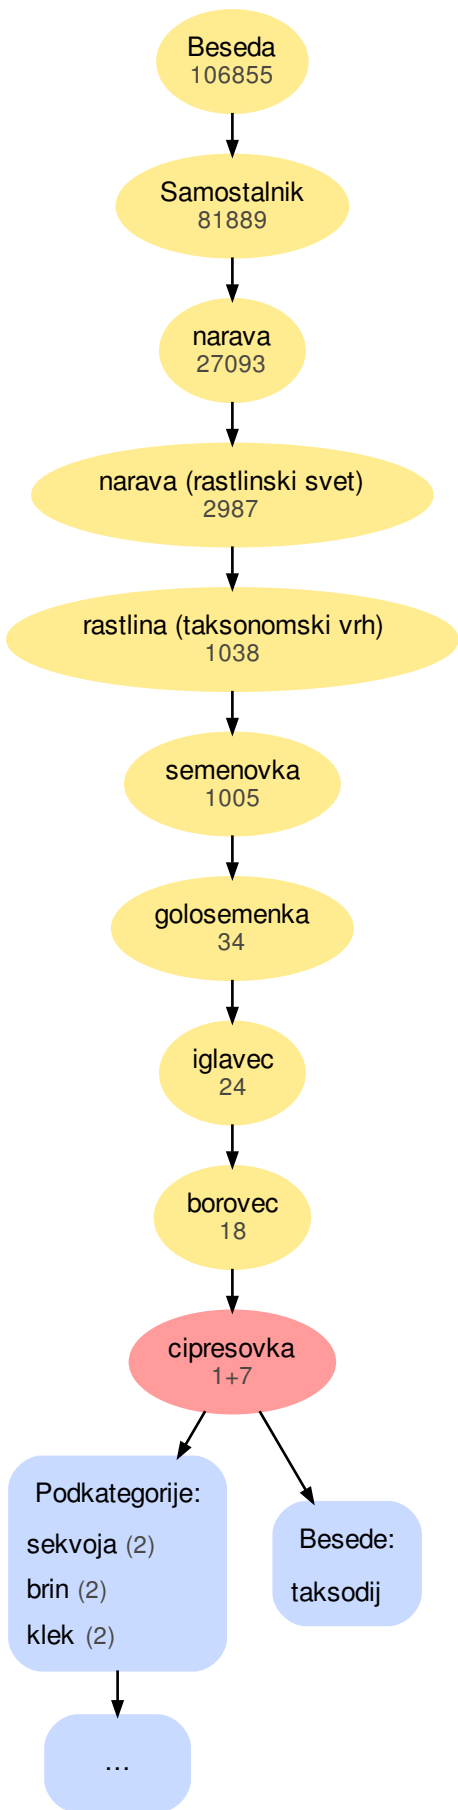 Beseda
106855
Samostalnik
81889
narava
27093
narava (rastlinski svet)
2987
rastlina (taksonomski vrh)
1038
semenovka
1005
golosemenka
34
iglavec
24
borovec
18
cipresovka
1+7
Podkategorije:
sekvoja (2)
brin (2)
klek (2)
Besede:
taksodij
...